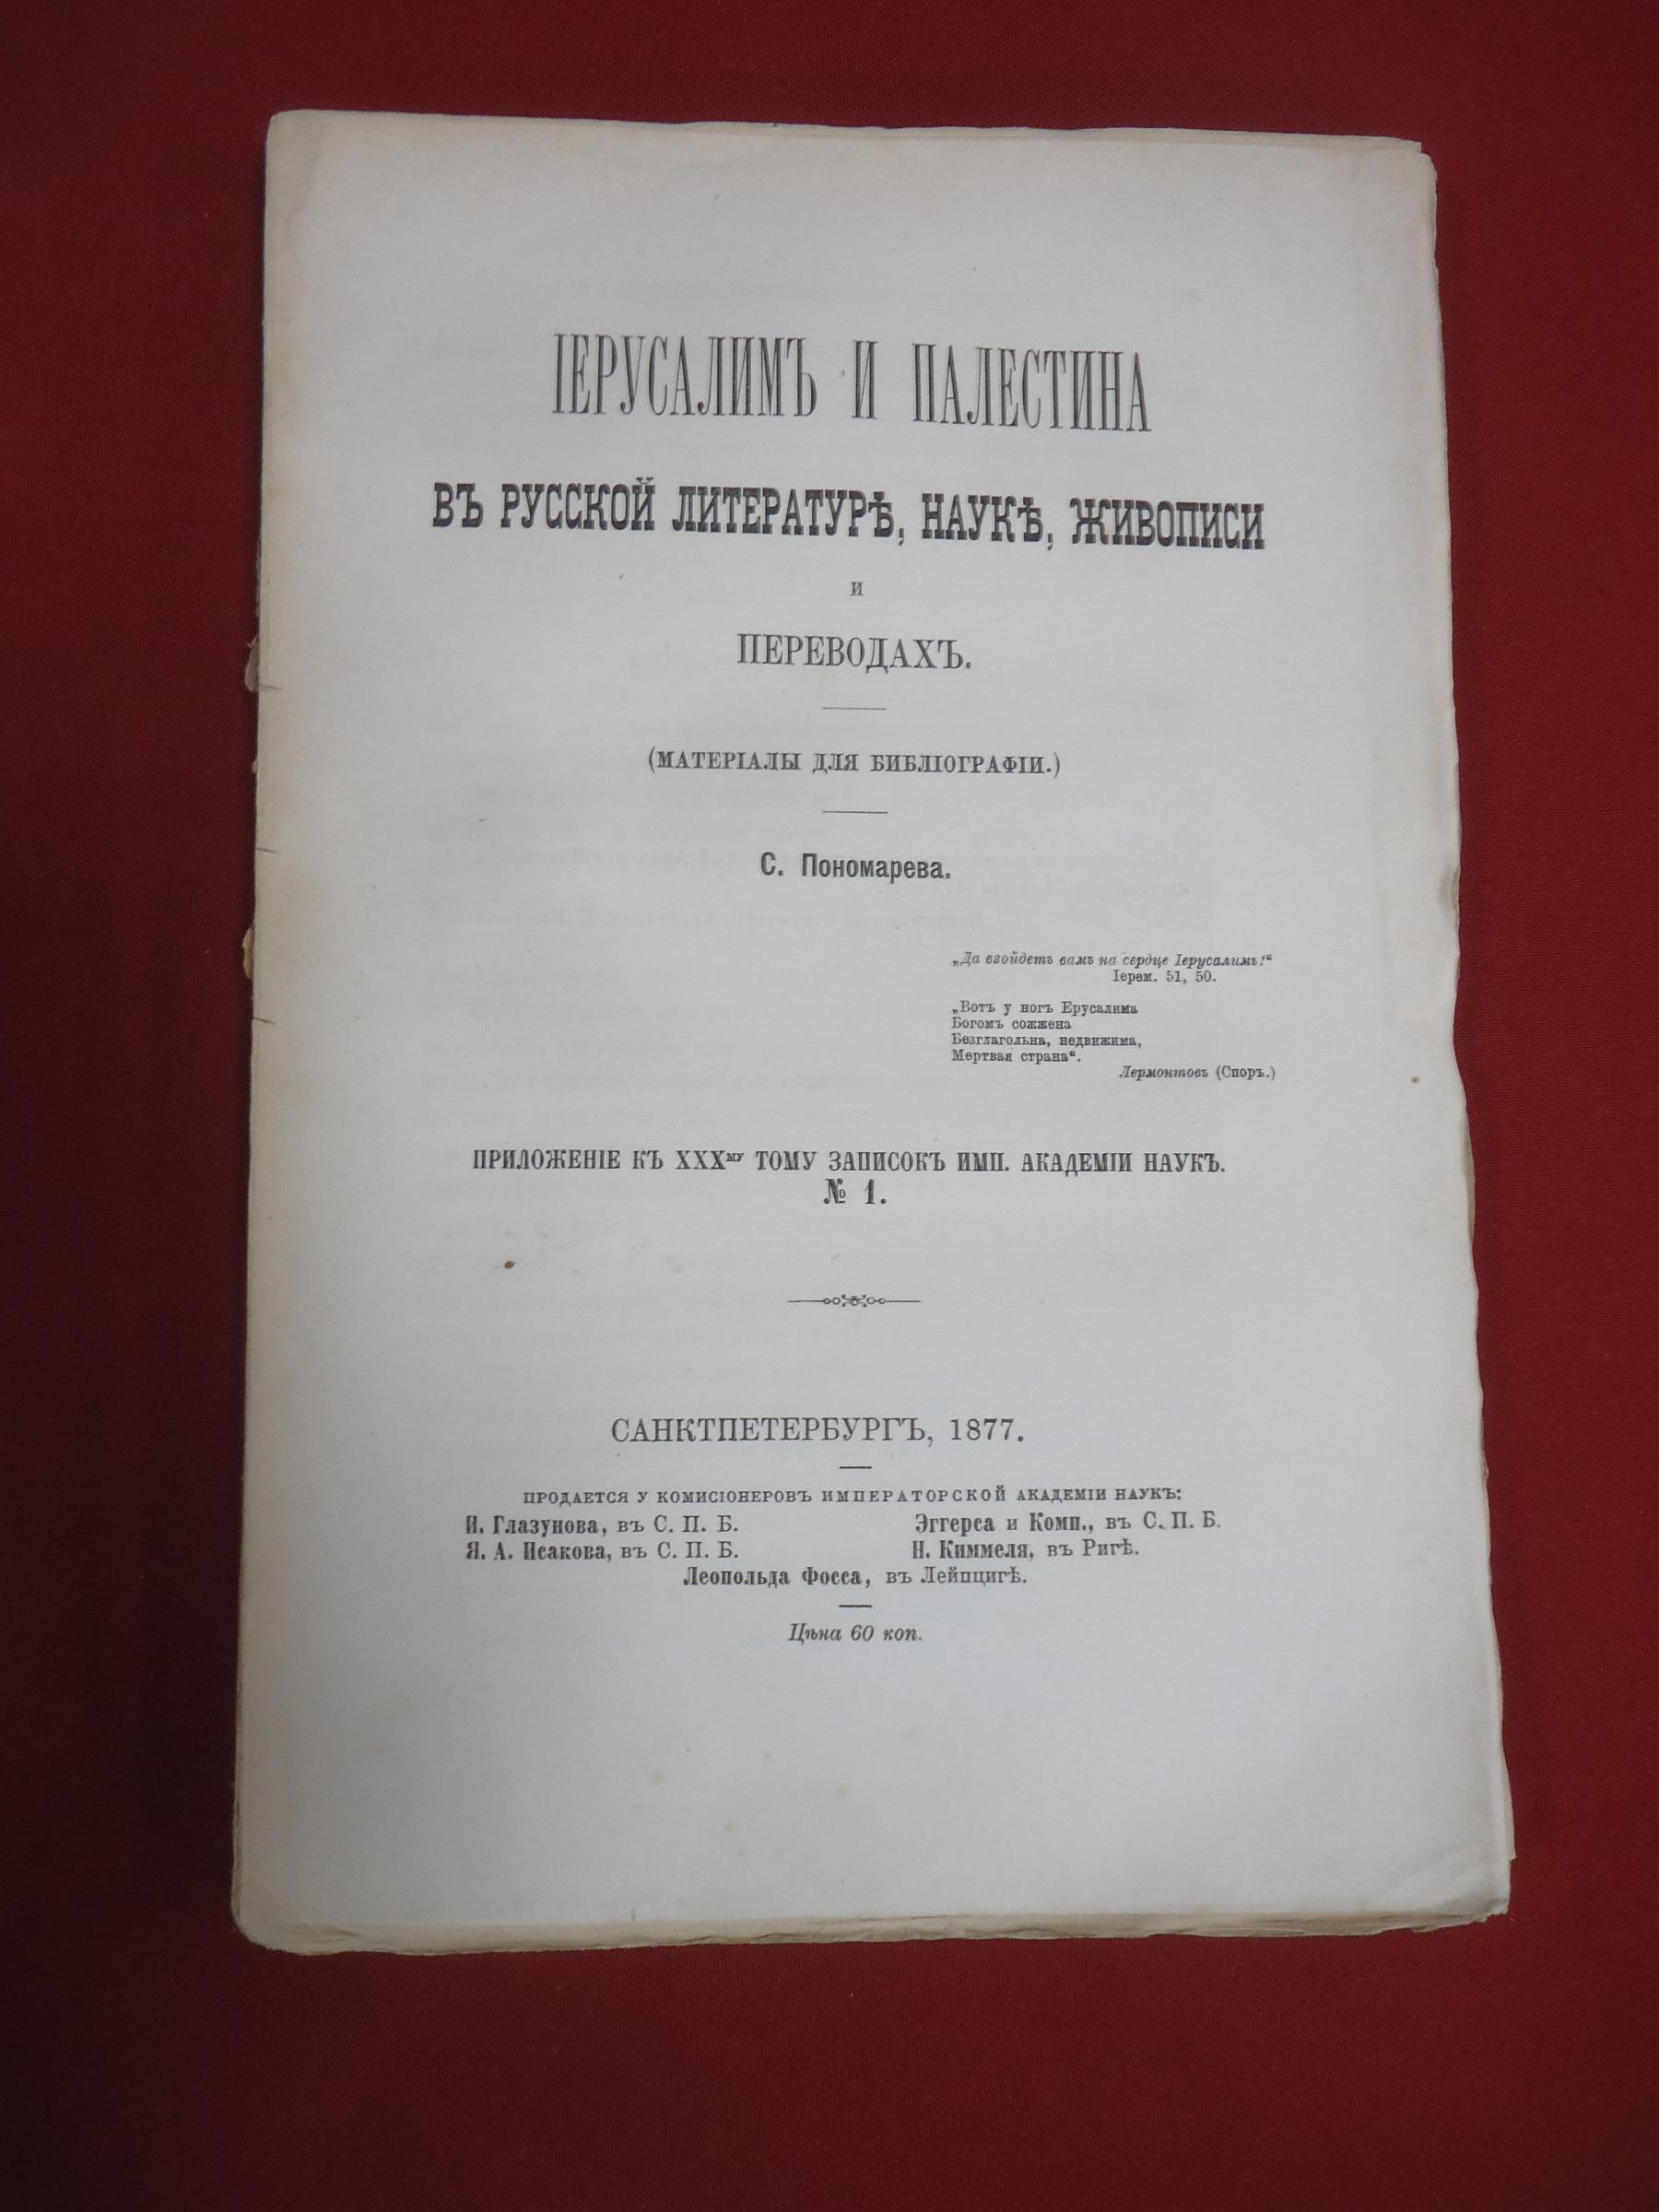 ІЕРУСАЛИМЪ И ПАЛЕСТИНА
ВЪ РУССКОЙ ЛИТЕРАТУРѢ, НАУКѢ, ЖИВОПИСИ
И
ПЕРЕВОДАХЪ.
(МАТЕРІАЛЫ ДЛЯ БИБЛІОГРАФІИ.)
С. Пономарева.
„Да взойдетъ вамъ на сердце Іерусалимъ!“
Іерем. 51, 50.
„Вотъ у ногъ Ерусалима
Богомъ сожжена
Безглагольна, недвижима,
Мертвая страна“.
Лермонтовъ (Споръ.)
ПРИЛОЖЕНІЕ КЪ XXXму ТОМУ ЗАПИСОКЪ ИМП. АКАДЕМІИ НАУКЪ.
№ 1.
САНКТПЕТЕРБУРГЪ, 1877.
ПРОДАЕТСЯ У КОМИСІОНЕРОВЪ ИМПЕРАТОРСКОЙ АКАДЕМІИ НАУКЪ:
И. Глазунова, въ С. П. Б. Эггерса и Комп., въ С. П. Б.
Я. А. Исакова, въ С. П. Б. Н. Киммеля, въ Ригѣ.
Леопольда Фосса, въ Лейпцигѣ.
Цѣна 60 коп.